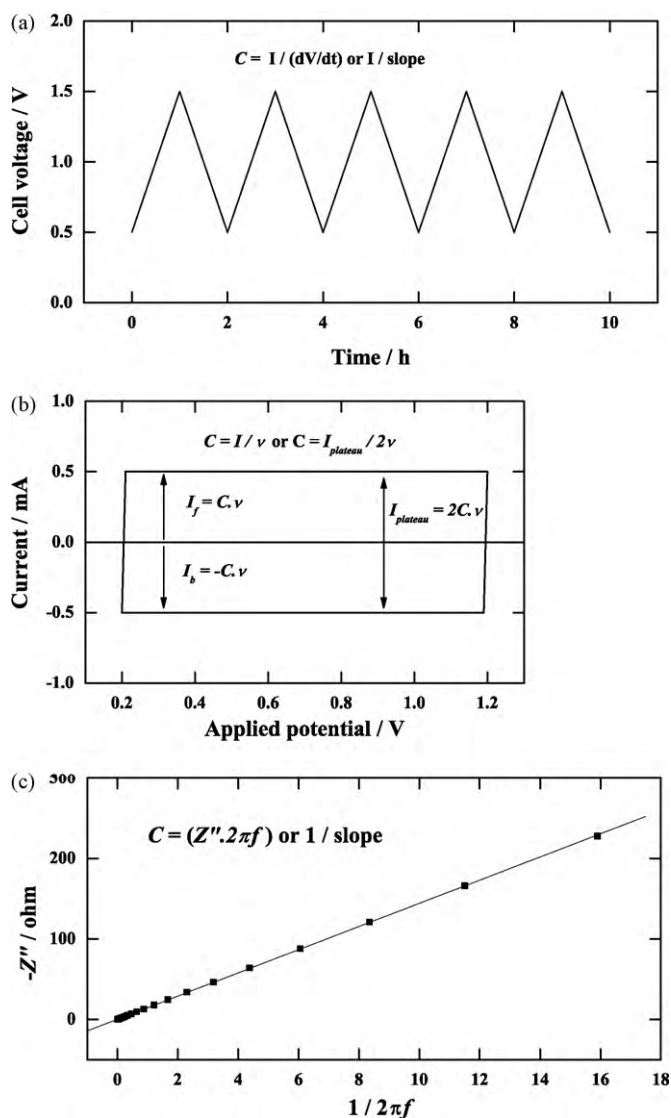 (a)
2.0
1.5
1.0
0.5
0.0
Cell voltage / V
C = I / (dV/dt) or I / slope
0 2 4 6 8 10
Time / h
(b)
1.0
0.5
0.0
-0.5
-1.0
Current / mA
C = I / ν or C = I_plateau / 2ν
I_f = C.ν
I_plateau = 2C.ν
I_b = -C.ν
0.2 0.4 0.6 0.8 1.0 1.2
Applied potential / V
(c)
300
200
100
0
-Z" / ohm
C = (Z".2πf) or 1 / slope
0 2 4 6 8 10 12 14 16 18
1 / 2πf